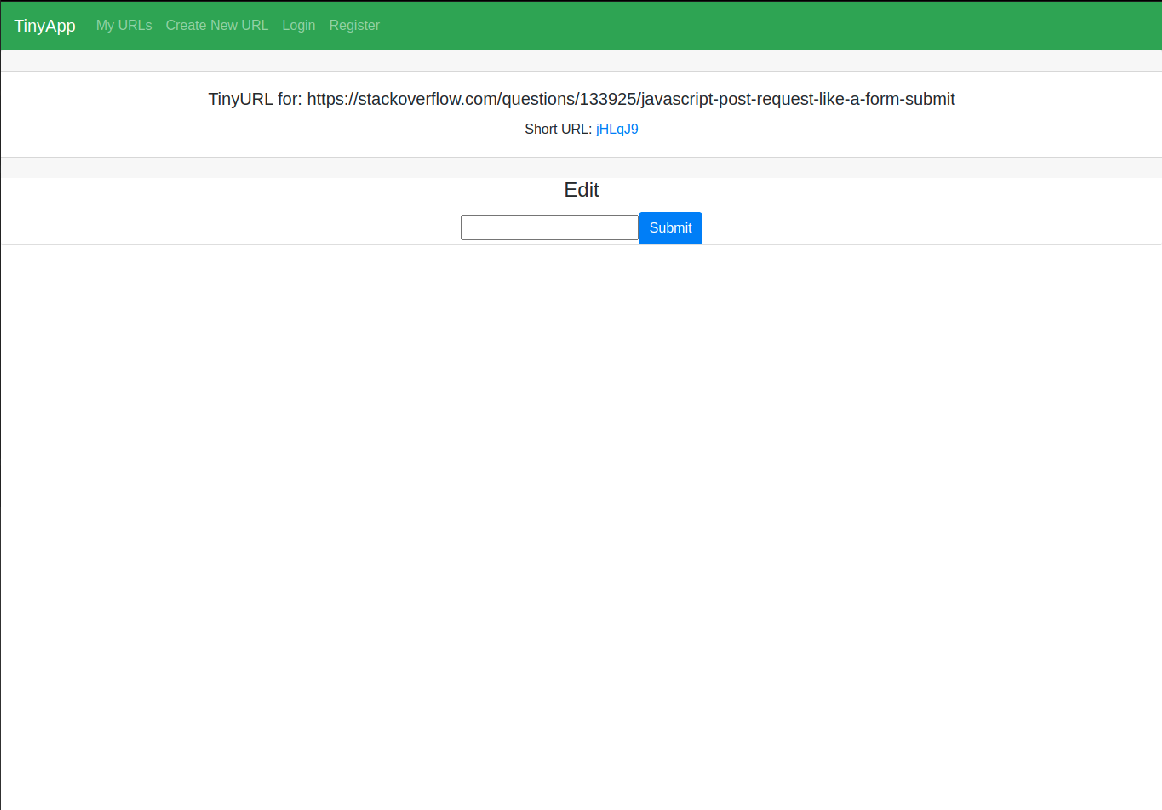 TinyApp My URLs Create New URL Login Register
TinyURL for: https://stackoverflow.com/questions/133925/javascript-post-request-like-a-form-submit
Short URL: jHLqJ9
Edit
Submit